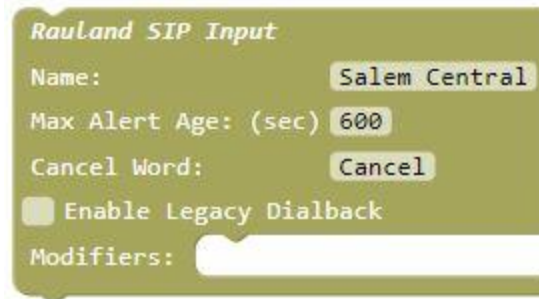 Rauland SIP Input
Name: Salem Central
Max Alert Age: (sec) 600
Cancel Word: Cancel
Enable Legacy Dialback
Modifiers: